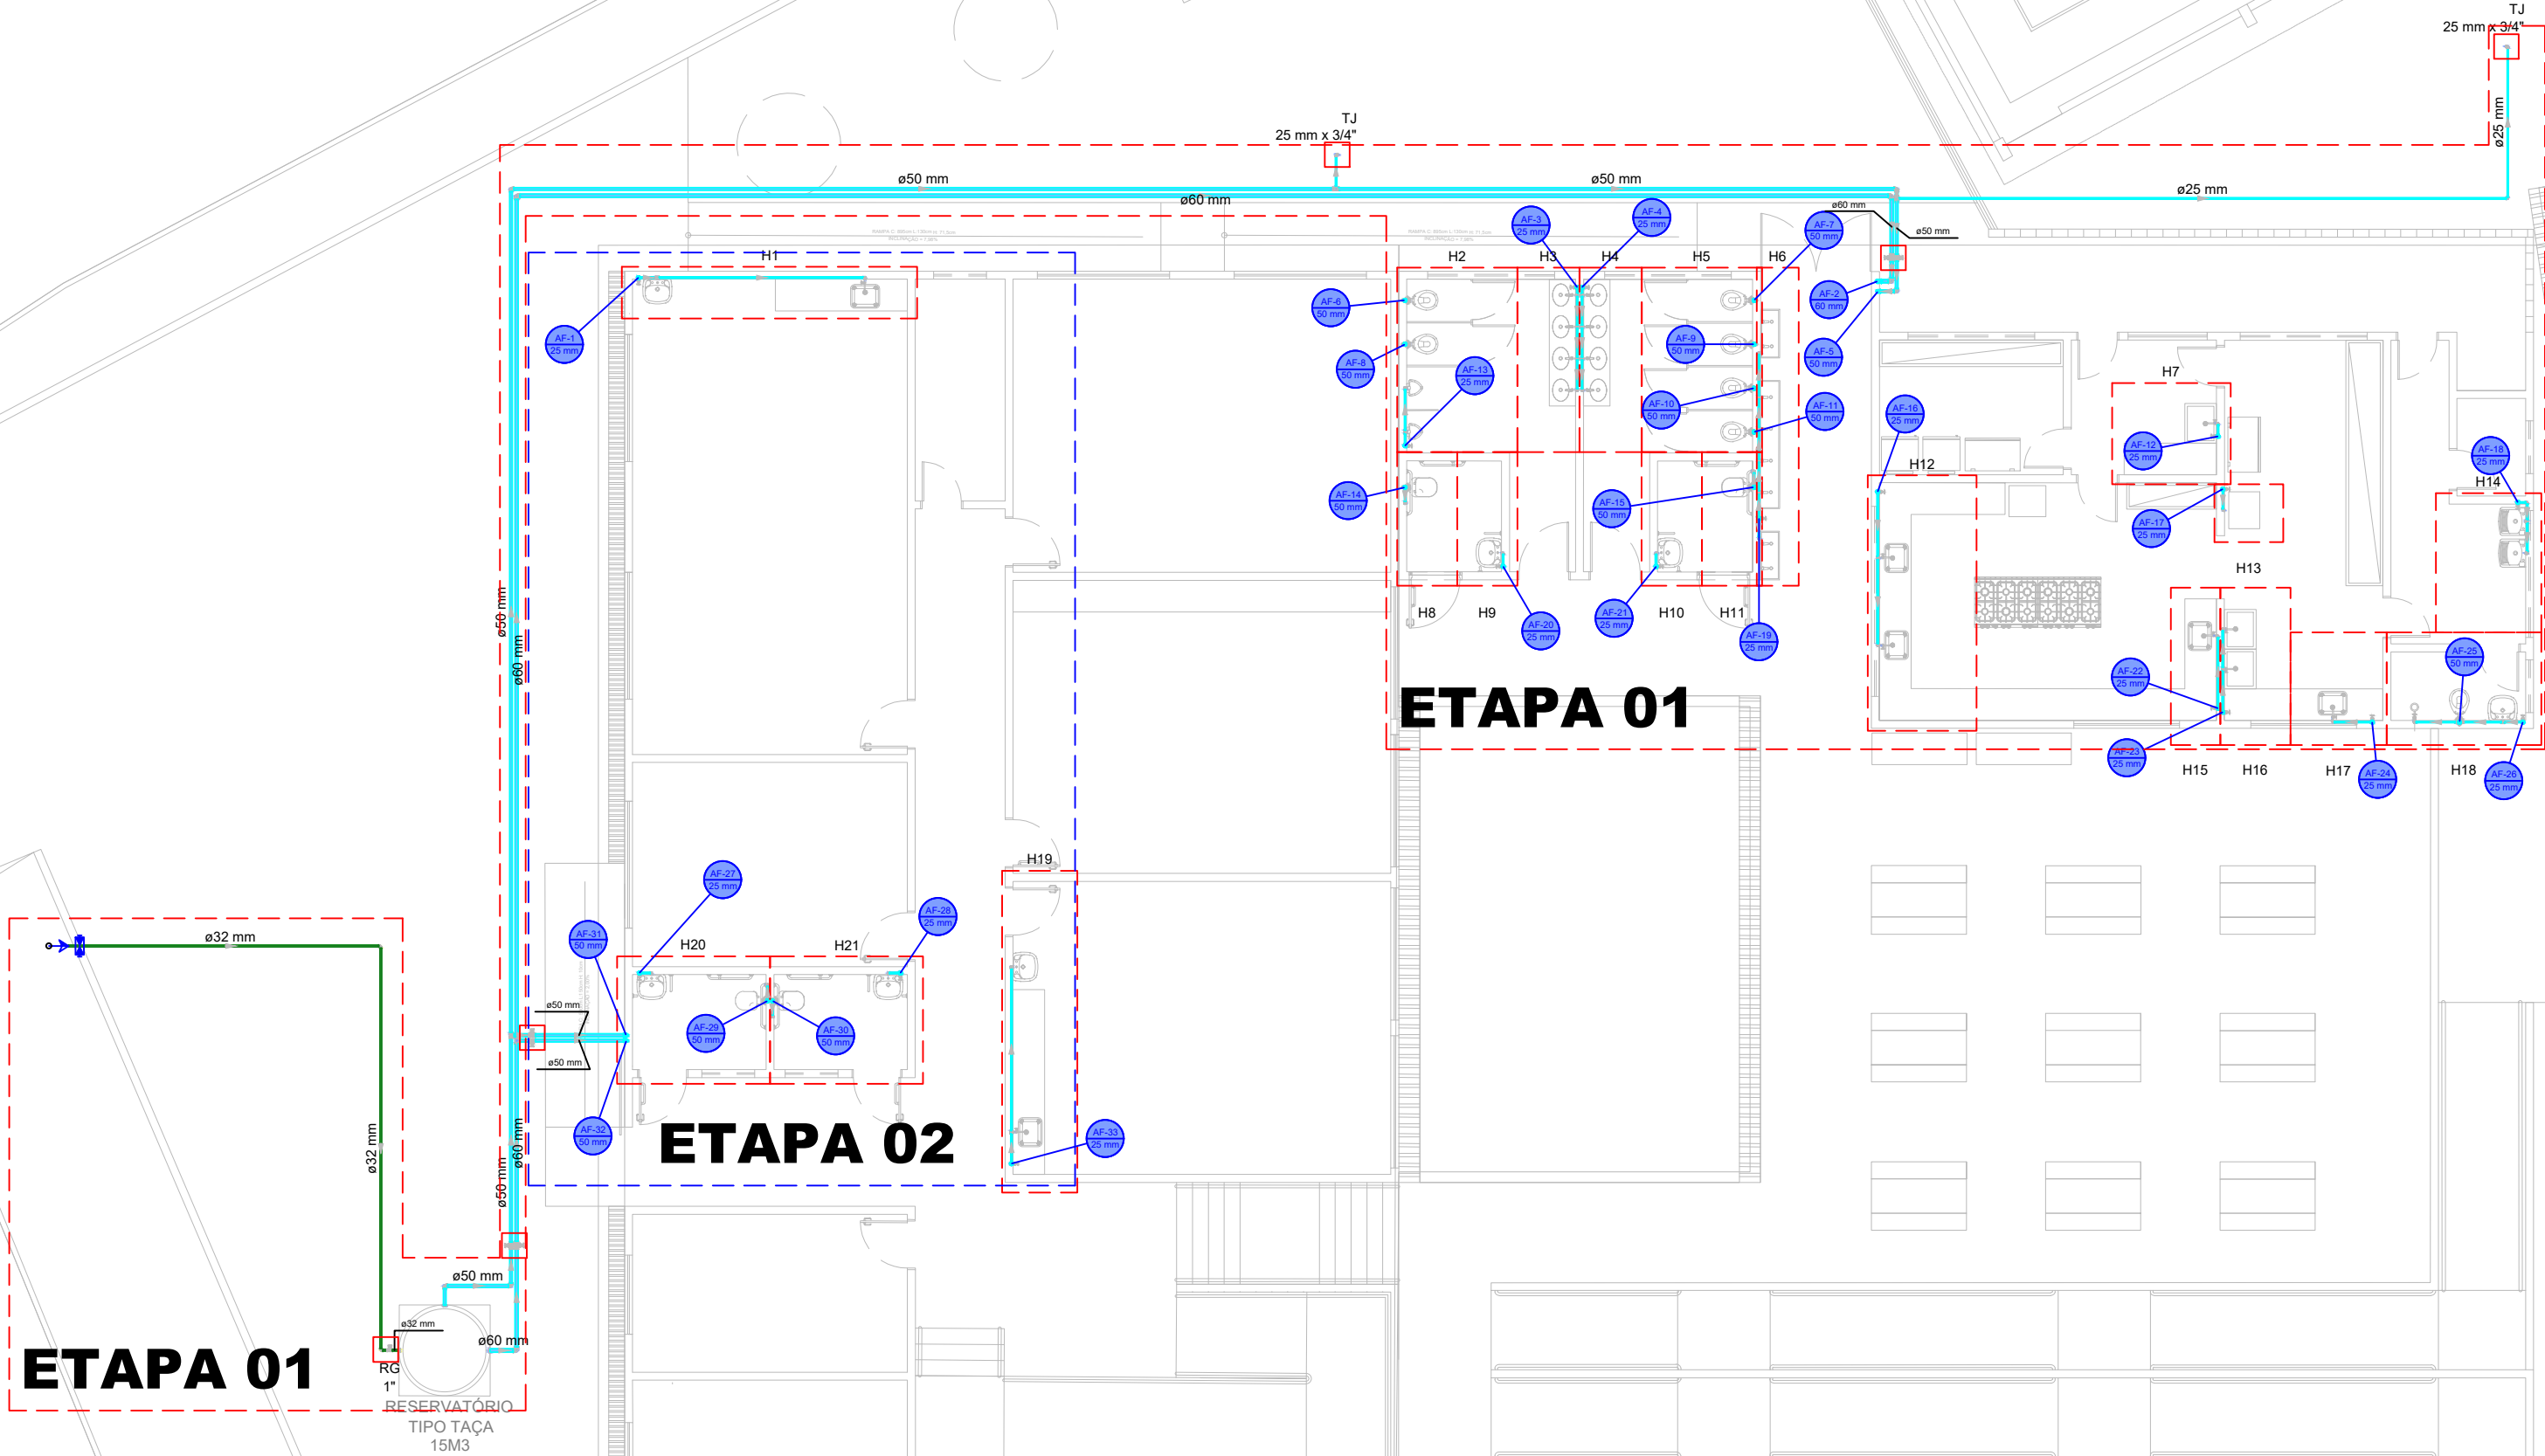 TJ
25 mm x 3/4"
ø25 mm
TJ
25 mm x 3/4"
ø50 mm
ø50 mm
ø60 mm
ø25 mm
ø60 mm
ø50 mm
AF-3
25 mm
AF-4
25 mm
AF-7
50 mm
H1
H2
H3
H4
H5
H6
AF-1
25 mm
AF-6
50 mm
AF-8
50 mm
AF-13
25 mm
AF-9
50 mm
AF-10
50 mm
AF-2
60 mm
AF-5
50 mm
AF-11
50 mm
AF-16
25 mm
H7
AF-12
25 mm
AF-18
25 mm
H12
H14
AF-14
50 mm
AF-15
50 mm
AF-17
25 mm
H13
H8
H9
AF-20
25 mm
AF-21
25 mm
H10
H11
AF-19
25 mm
ø50 mm
ø60 mm
ETAPA 01
AF-22
25 mm
AF-23
25 mm
AF-25
50 mm
H15
H16
H17
AF-24
25 mm
H18
AF-26
25 mm
H19
AF-27
25 mm
AF-28
25 mm
ø32 mm
AF-31
50 mm
H20
H21
ø50 mm
AF-29
50 mm
AF-30
50 mm
ø50 mm
AF-32
50 mm
ETAPA 02
AF-33
25 mm
ø32 mm
ø60 mm
ø50 mm
ø50 mm
ø32 mm
ø60 mm
ETAPA 01
RG
1"
RESERVATÓRIO
TIPO TAÇA
15M3